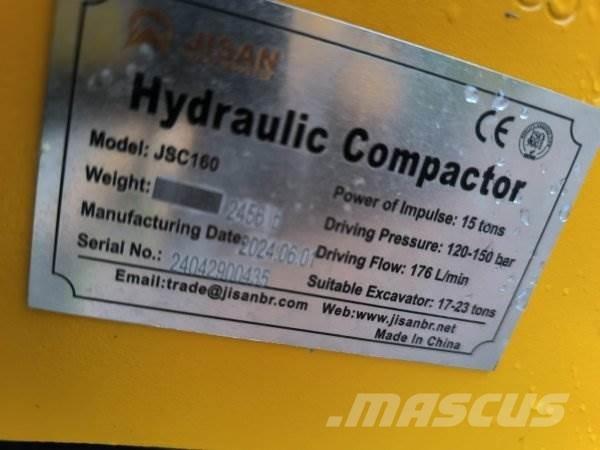 JISAN
Hydraulic Compactor
CE
Model: JSC160
Weight:
Manufacturing Date: 2024.06.01
Serial No.: 24042900435
Power of Impulse: 15 tons
Driving Pressure: 120-150 bar
Driving Flow: 176 L/min
Suitable Excavator: 17-23 tons
Email:trade@jisanbr.com Web:www.jisanbr.net
Made in China
MASCUS